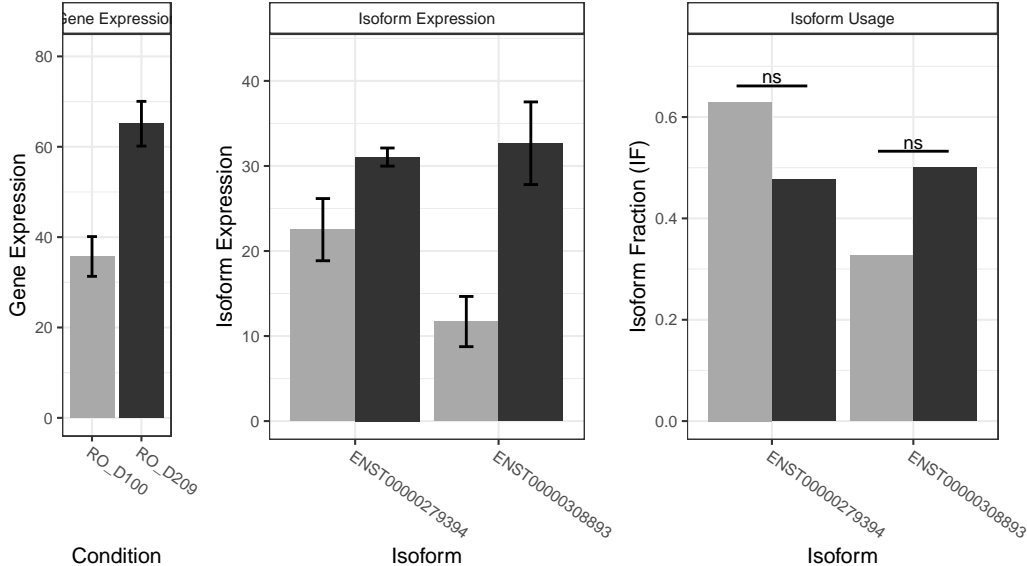 Gene Expression
Isoform Expression
Isoform Usage
Gene Expression
80
60
40
20
0
RO_D100
RO_D209
Condition
Isoform Expression
40
30
20
10
0
ENST00000279394
ENST00000308893
Isoform
Isoform Fraction (IF)
0.6
0.4
0.2
0.0
ns
ns
ENST00000279394
ENST00000308893
Isoform